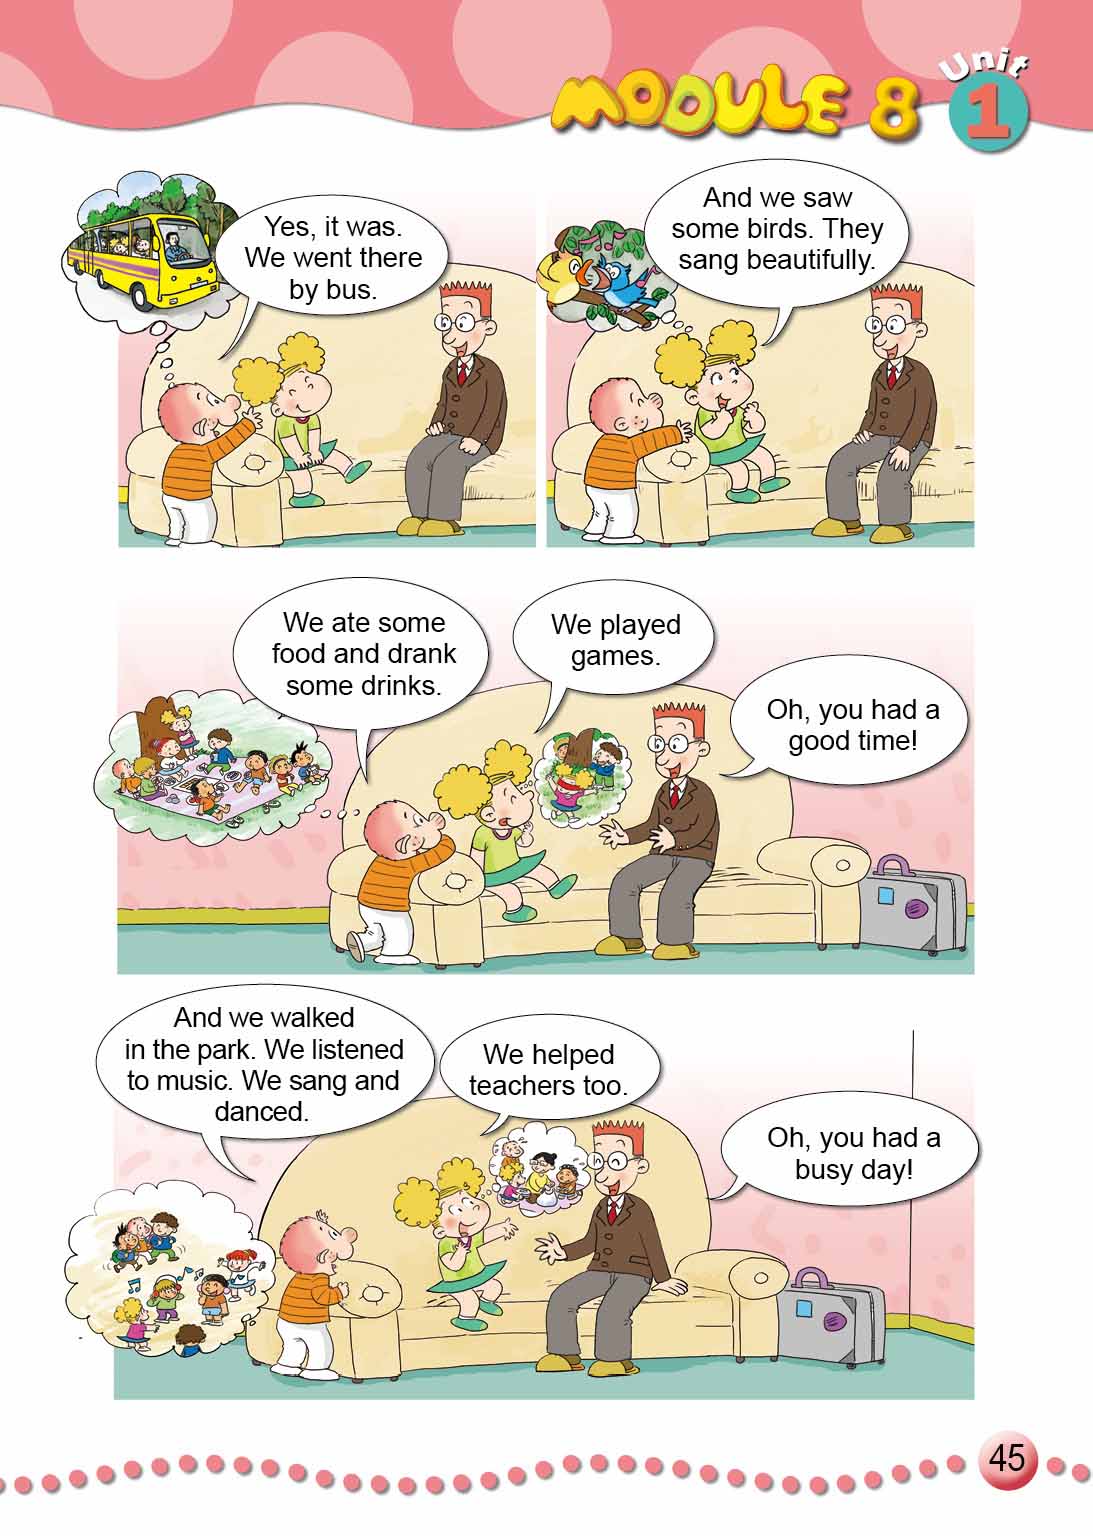 MODULE 8
Unit
1
Yes, it was.
We went there
by bus.
And we saw
some birds. They
sang beautifully.
We ate some
food and drank
some drinks.
We played
games.
Oh, you had a
good time!
And we walked
in the park. We listened
to music. We sang and
danced.
We helped
teachers too.
Oh, you had a
busy day!
45